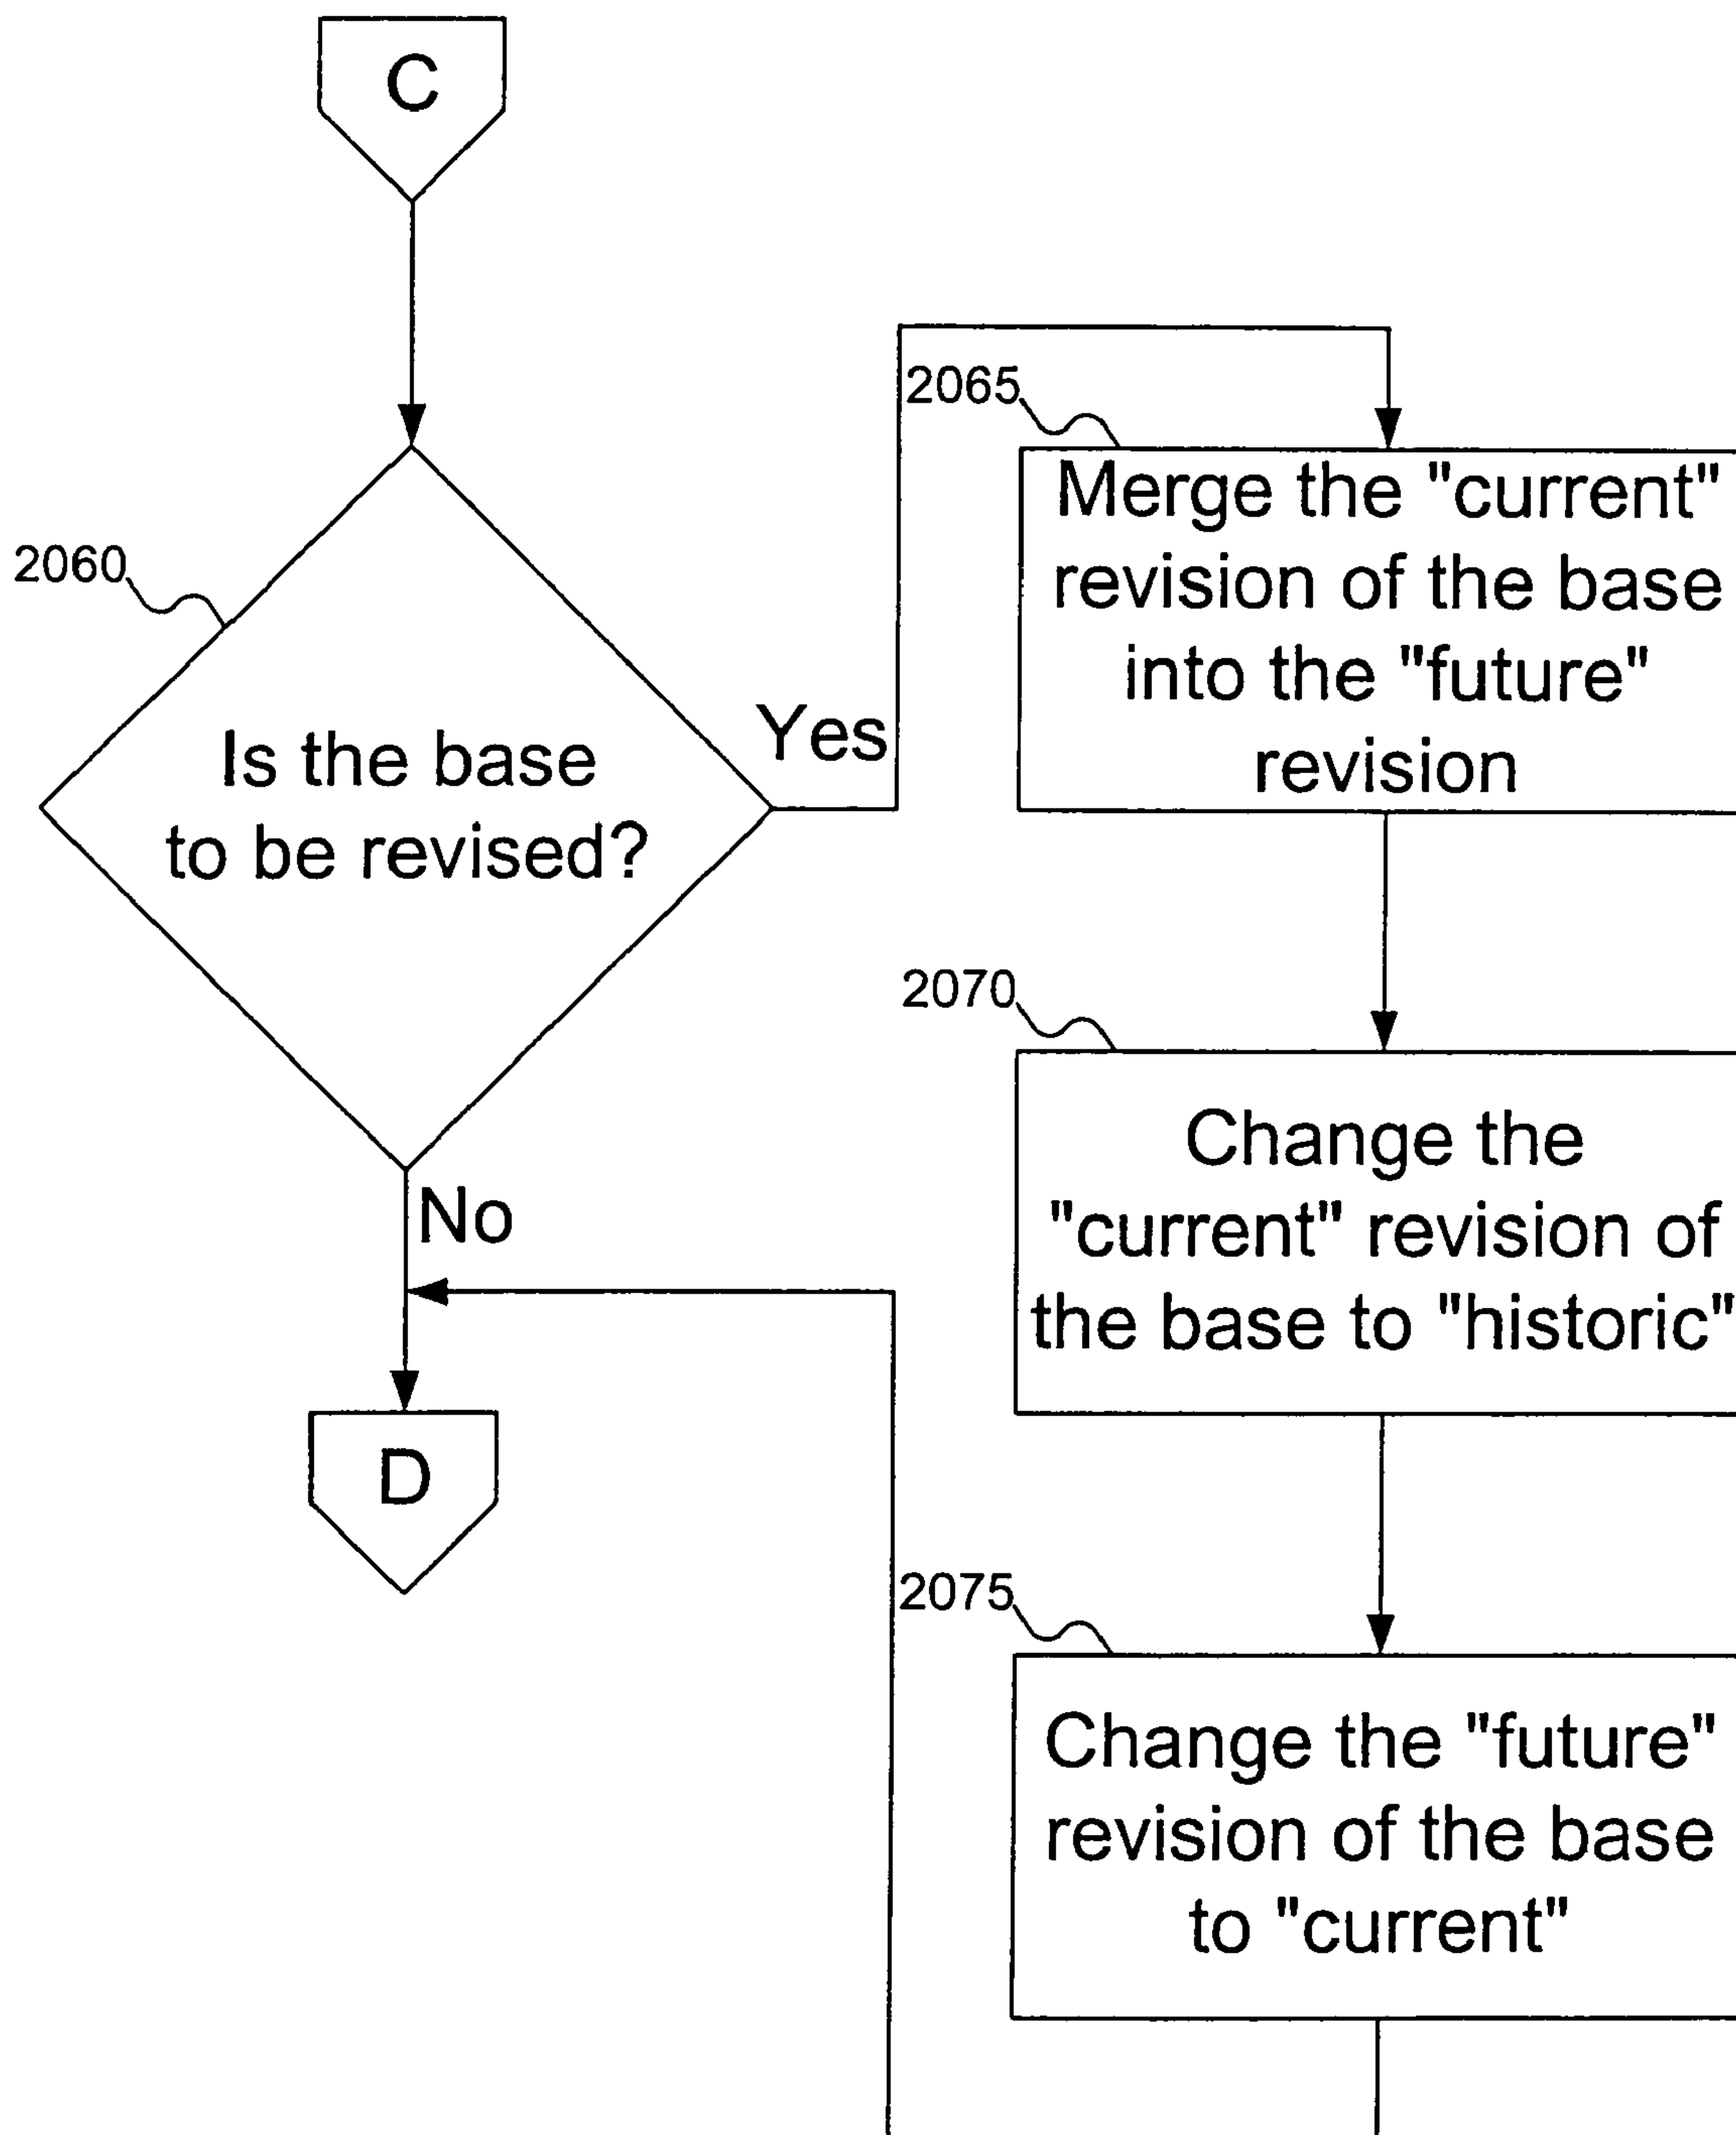 C
2060
Is the base
to be revised?
Yes
No
D
2065
Merge the "current"
revision of the base
into the "future"
revision
2070
Change the
"current" revision of
the base to "historic"
2075
Change the "future"
revision of the base
to "current"